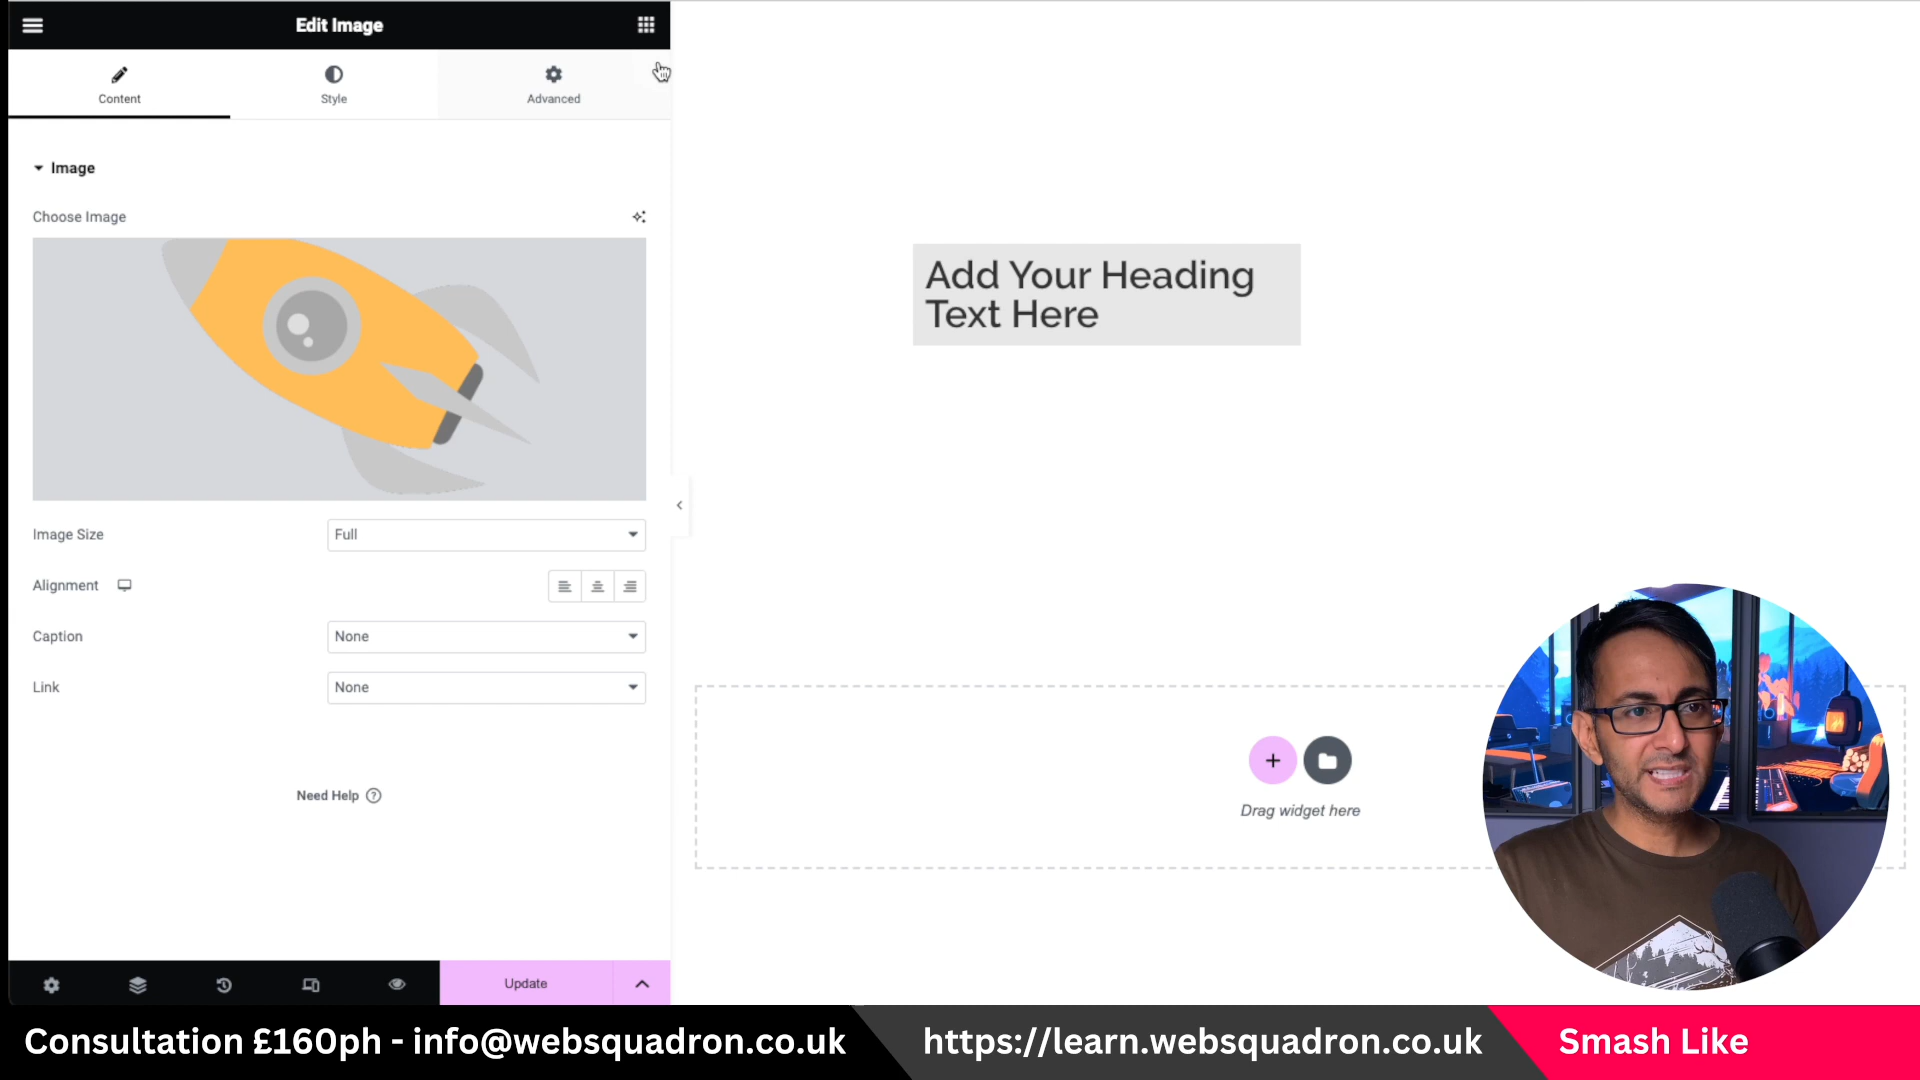 Edit Image
Content
Style
Advanced
Image
Choose Image
Image Size
Full
Alignment
Caption
None
Link
None
Need Help
Update
Add Your Heading
Text Here
Drag widget here
Consultation £160ph - info@websquadron.co.uk
https://learn.websquadron.co.uk
Smash Like